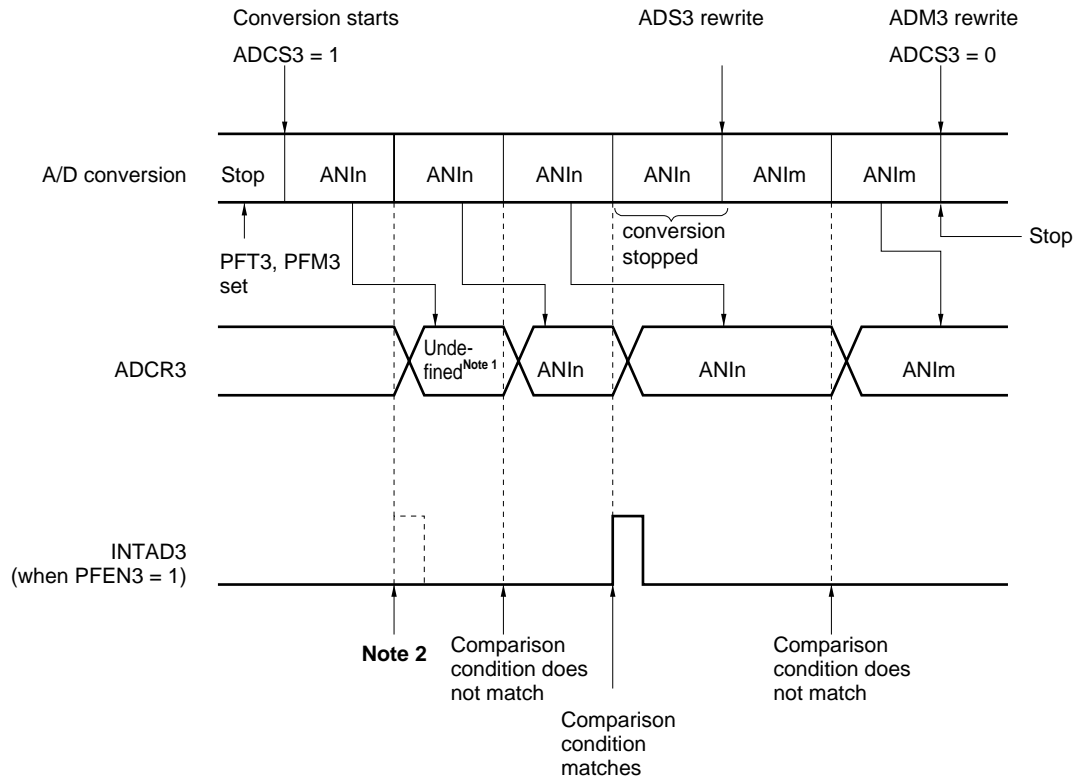 Conversion starts
ADCS3 = 1
ADS3 rewrite
ADM3 rewrite
ADCS3 = 0
A/D conversion
Stop
ANIn
ANIn
ANIn
ANIn
ANIm
ANIm
PFT3, PFM3
set
conversion
stopped
Stop
ADCR3
Unde-
fined Note 1
ANIn
ANIn
ANIm
INTAD3
(when PFEN3 = 1)
Note 2
Comparison
condition does
not match
Comparison
condition
matches
Comparison
condition does
not match